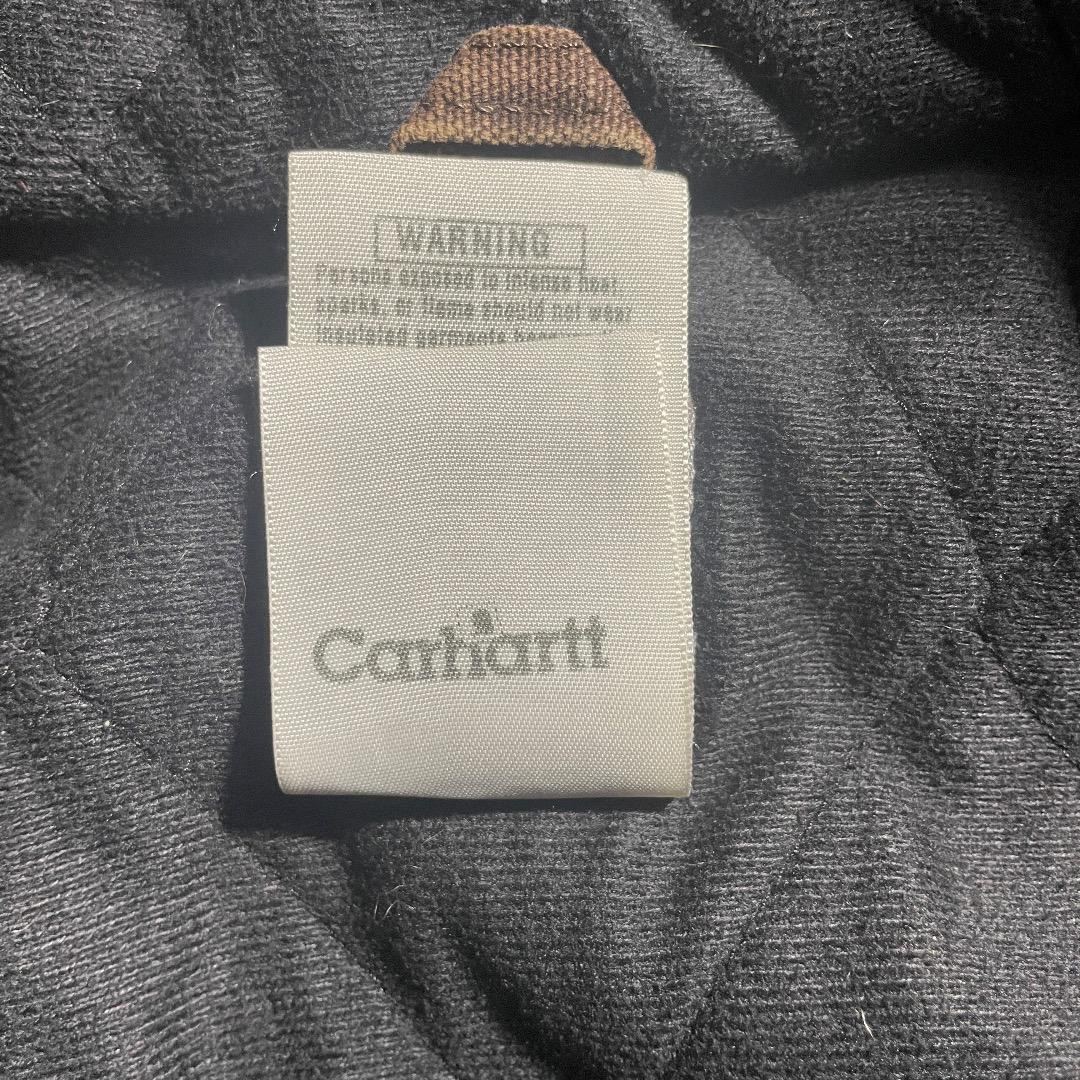 WARNING
Persons exposed to intense heat,
sparks, or flame should not wear
insulated garments
Carhartt